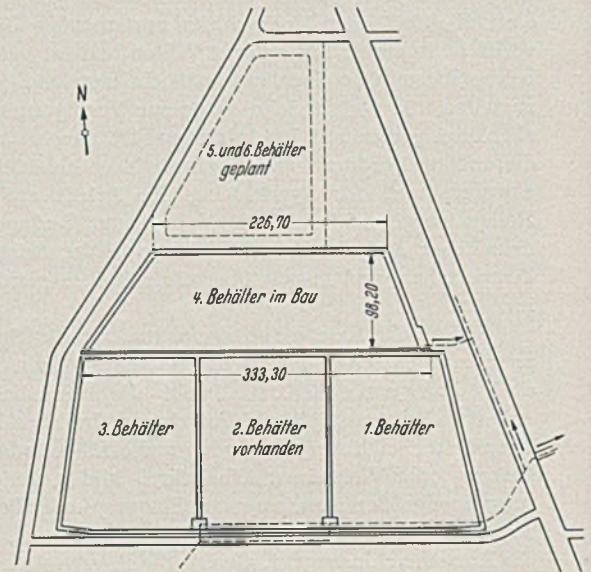 N
5. und 6. Behälter
geplant
226,70
4. Behälter im Bau
98,20
333,30
3. Behälter
2. Behälter
vorhanden
1. Behälter